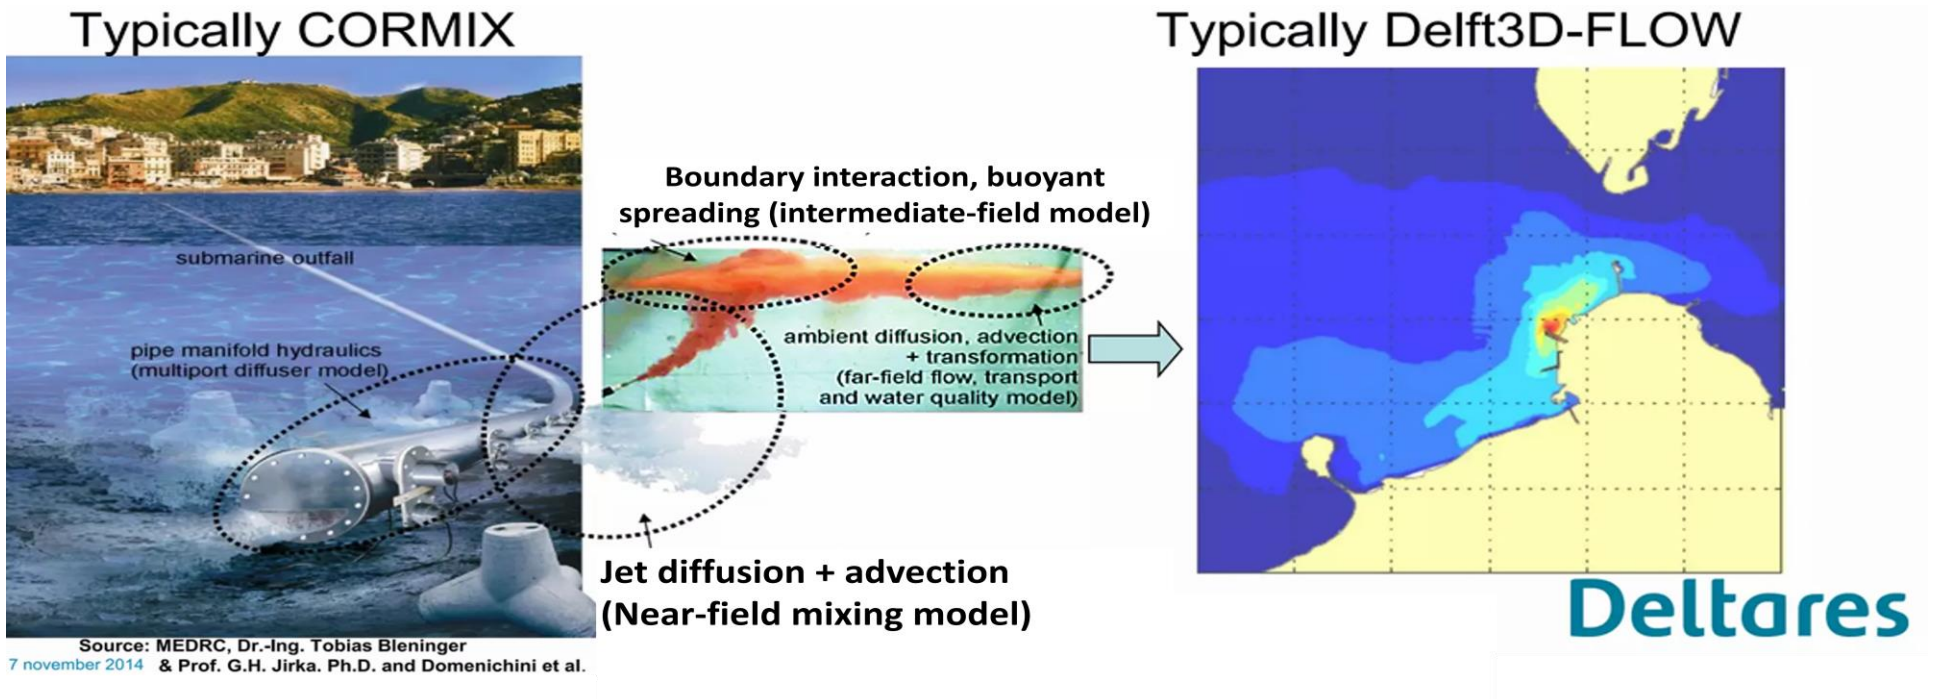 Typically CORMIX
Typically Delft3D-FLOW
submarine outfall
pipe manifold hydraulics
(multiport diffuser model)
Boundary interaction, buoyant
spreading (intermediate-field model)
ambient diffusion, advection
+ transformation
(far-field flow, transport
and water quality model)
Jet diffusion + advection
(Near-field mixing model)
Deltares
Source: MEDRC, Dr.-Ing. Tobias Bleninger
7 november 2014 & Prof. G.H. Jirka. Ph.D. and Domenichini et al.